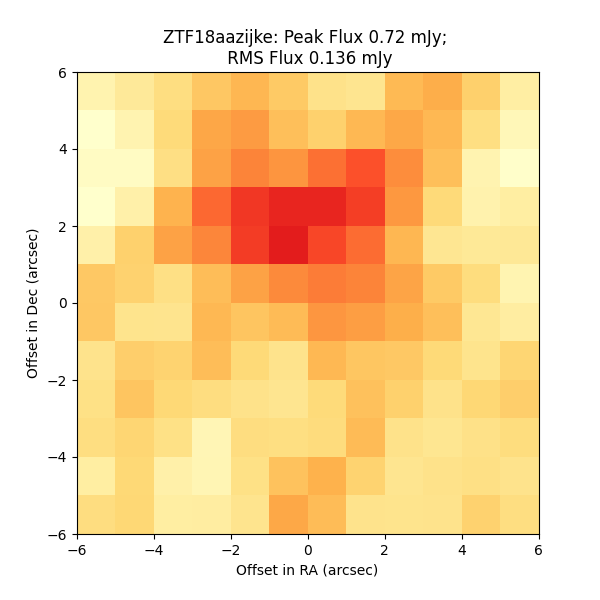 ZTF18aazijke: Peak Flux 0.72 mJy;
RMS Flux 0.136 mJy
6
4
2
0
−2
−4
−6
Offset in Dec (arcsec)
−6 −4 −2 0 2 4 6
Offset in RA (arcsec)